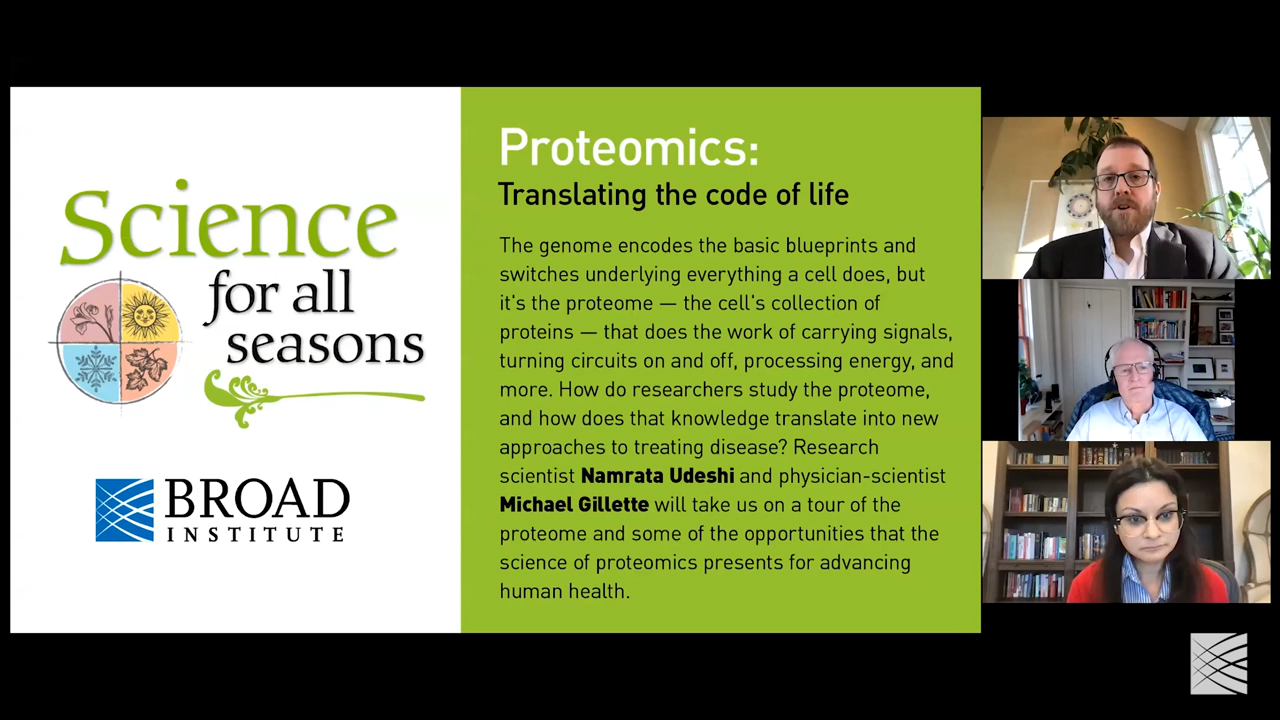 Science
for all
seasons
BROAD
INSTITUTE
Proteomics:
Translating the code of life
The genome encodes the basic blueprints and
switches underlying everything a cell does, but
it's the proteome — the cell's collection of
proteins — that does the work of carrying signals,
turning circuits on and off, processing energy, and
more. How do researchers study the proteome,
and how does that knowledge translate into new
approaches to treating disease? Research
scientist Namrata Udeshi and physician-scientist
Michael Gillette will take us on a tour of the
proteome and some of the opportunities that the
science of proteomics presents for advancing
human health.